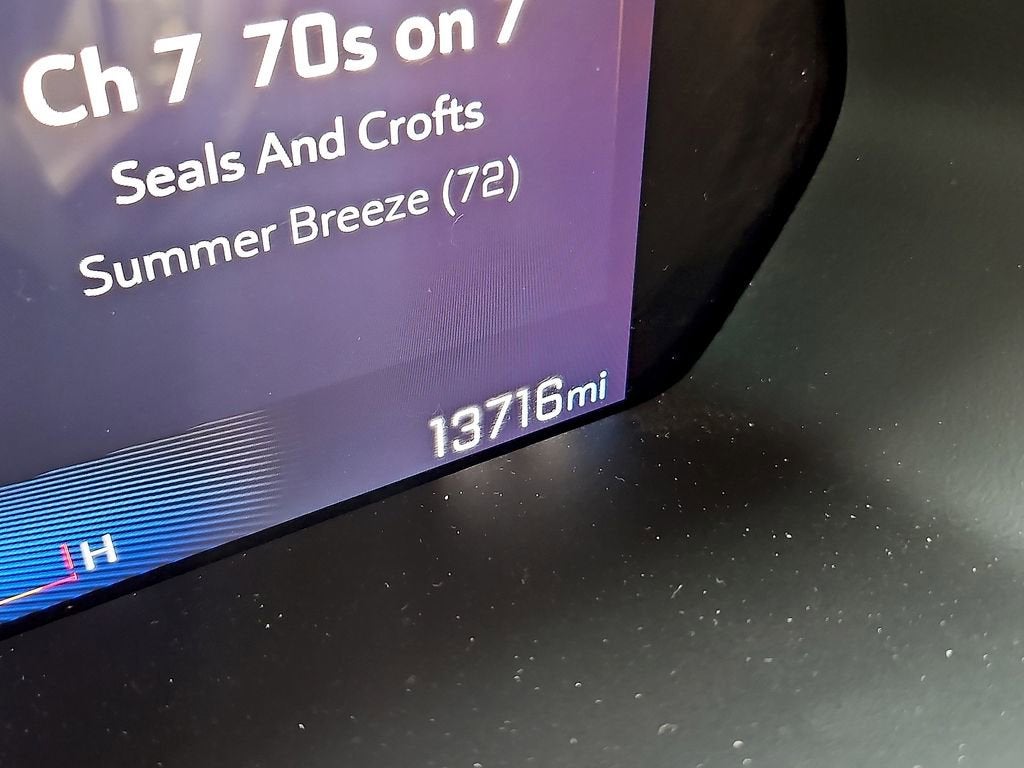 Ch 7 70s on 7
Seals And Crofts
Summer Breeze (72)
13716mi
H